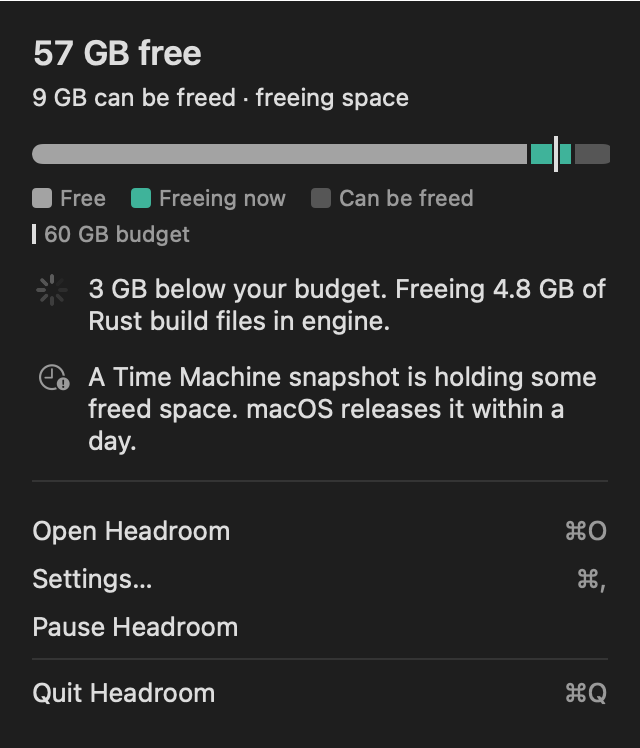 57 GB free
9 GB can be freed · freeing space
Free Freeing now Can be freed
60 GB budget
3 GB below your budget. Freeing 4.8 GB of
Rust build files in engine.
A Time Machine snapshot is holding some
freed space. macOS releases it within a
day.
Open Headroom ⌘O
Settings... ⌘,
Pause Headroom
Quit Headroom ⌘Q